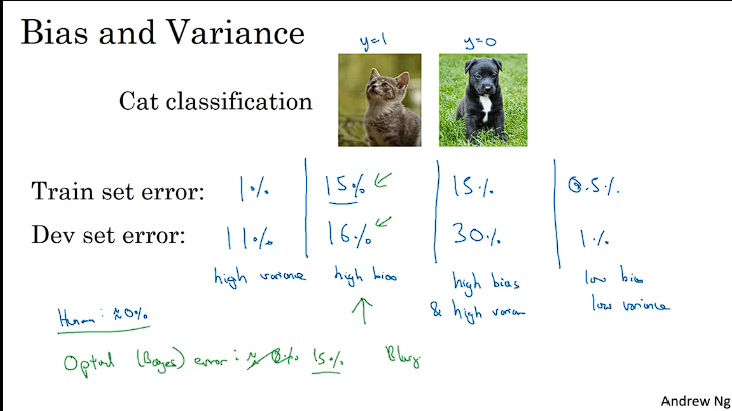 Bias and Variance
y=1 y=0
Cat classification
Train set error: 1% 15% 15% 0.5%
Dev set error: 11% 16% 30% 1%
high variance high bias high bias low bias
& high varian low variance
Human: ≈0%
Optimal (Bayes) error: ≈ 0% 15% Blurry
Andrew Ng